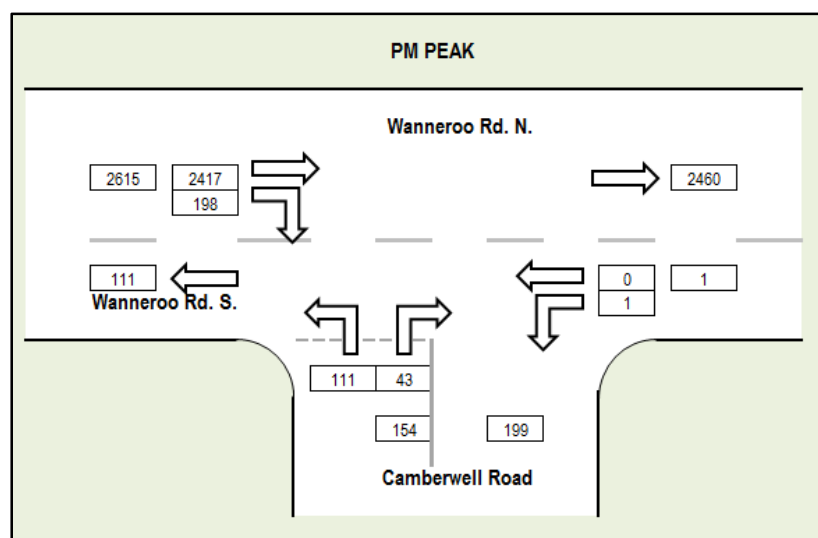 PM PEAK
Wanneroo Rd. N.
2615 2417 2460
198
111 0 1
Wanneroo Rd. S. 1
111 43
154 199
Camberwell Road